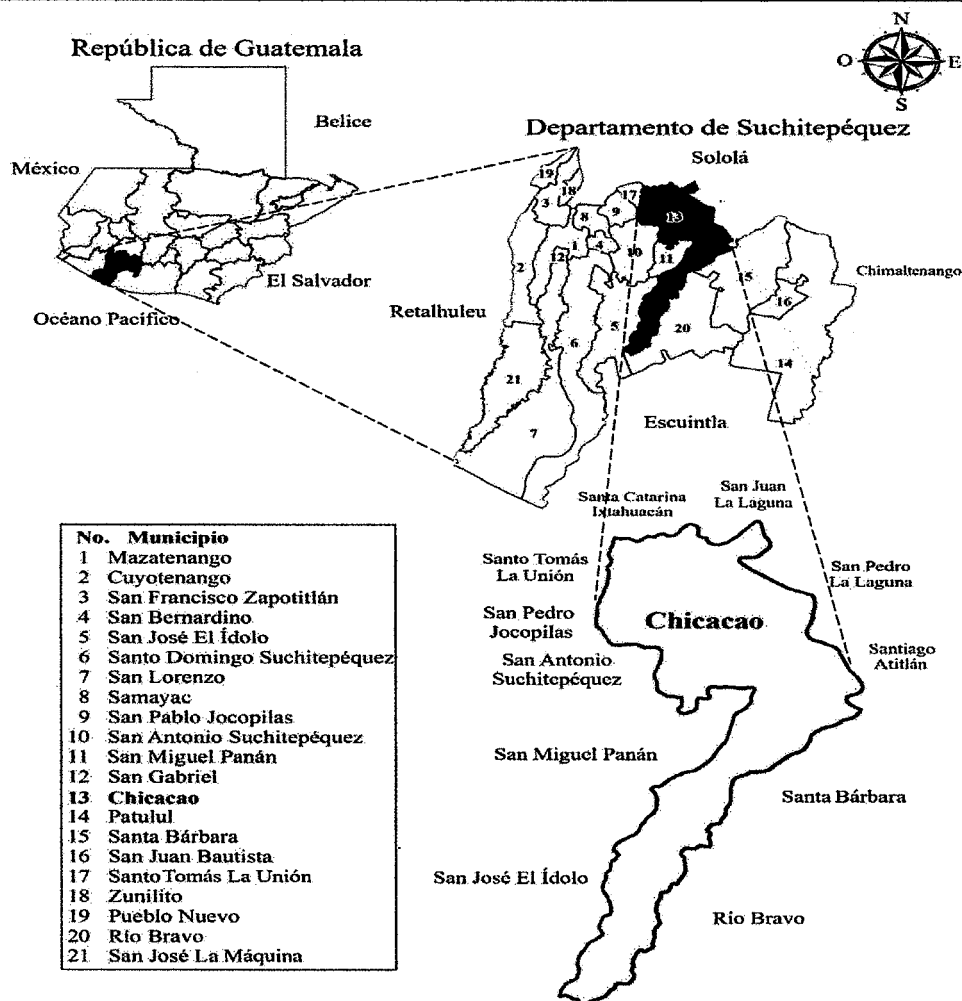 República de Guatemala
N
O
E
S
Belice
Departamento de Suchitepéquez
México
Sololá
19
18
17
3
8
9
13
1
4
10
12
11
2
15
Chimaltenango
El Salvador
16
Retalhuleu
5
20
Océano Pacífico
6
14
21
7
Escuintla
Santa Catarina
Ixtahuacán
San Juan
La Laguna
Santo Tomás
La Unión
San Pedro
La Laguna
San Pedro
Jocopilas
Chicacao
San Antonio
Suchitepéquez
Santiago
Atitlán
San Miguel Panán
Santa Bárbara
San José El Ídolo
Rio Bravo
No. Municipio
1 Mazatenango
2 Cuyotenango
3 San Francisco Zapotitlán
4 San Bernardino
5 San José El Ídolo
6 Santo Domingo Suchitepéquez
7 San Lorenzo
8 Samayac
9 San Pablo Jocopilas
10 San Antonio Suchitepéquez
11 San Miguel Panán
12 San Gabriel
13 Chicacao
14 Patulul
15 Santa Bárbara
16 San Juan Bautista
17 Santo Tomás La Unión
18 Zunilito
19 Pueblo Nuevo
20 Río Bravo
21 San José La Máquina